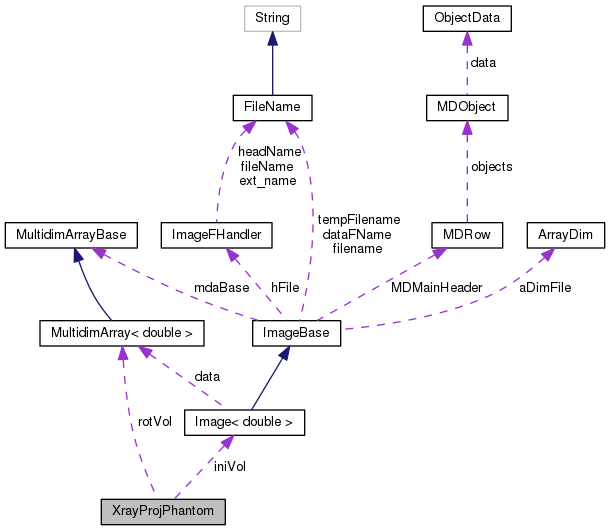 String
ObjectData
data
FileName
MDObject
headName
fileName
ext_name
objects
tempFilename
dataFName
filename
MultidimArrayBase
ImageFHandler
MDRow
ArrayDim
mdaBase
hFile
MDMainHeader
aDimFile
MultidimArray< double >
ImageBase
data
rotVol
Image< double >
iniVol
XrayProjPhantom